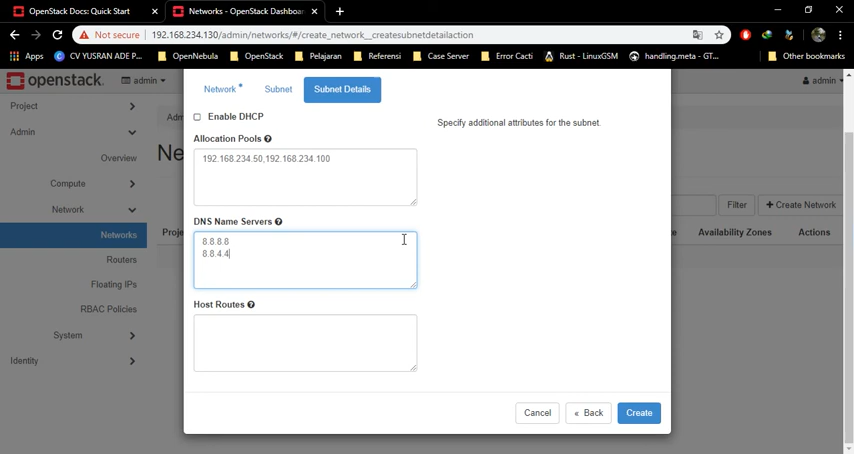 OpenStack Docs: Quick Start
Networks - OpenStack Dashboar
Not secure 192.168.234.130/admin/networks/#/create_network__createsubnetdetailaction
Apps CV YUSRAN ADE P... OpenNebula OpenStack Pelajaran Referensi Case Server Error Cacti Rust - LinuxGSM handling.meta - GT... Other bookmarks
openstack. admin admin
Project
Admin
Overview
Compute
Network
Networks
Routers
Floating IPs
RBAC Policies
System
Identity
Adm
Ne
Proje
Network *
Subnet
Subnet Details
Enable DHCP
Specify additional attributes for the subnet.
Allocation Pools
192.168.234.50,192.168.234.100
DNS Name Servers
8.8.8.8
8.8.4.4
Host Routes
Cancel
« Back
Create
Filter
+ Create Network
te
Availability Zones
Actions